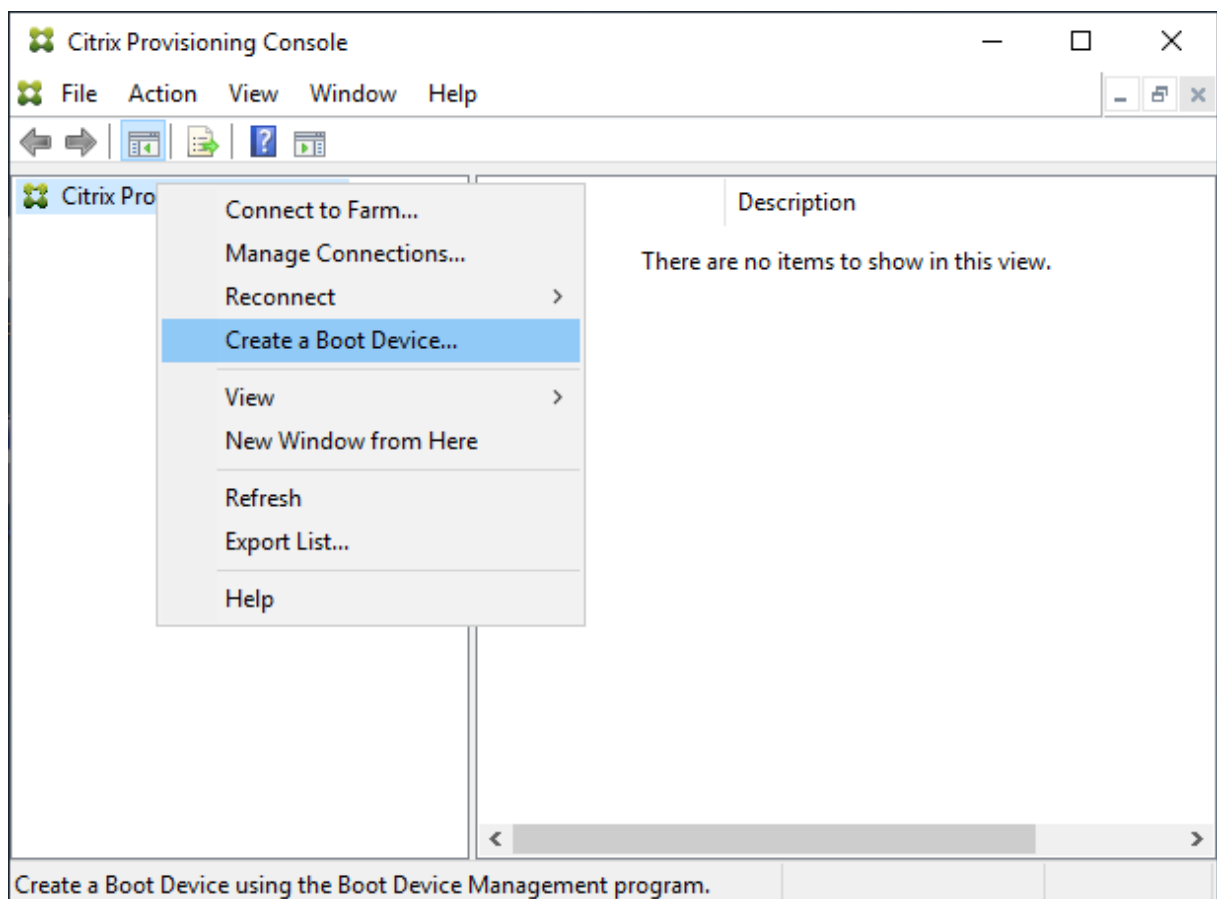 Citrix Provisioning Console
File Action View Window Help
Citrix Pro
Description
There are no items to show in this view.
Connect to Farm...
Manage Connections...
Reconnect
Create a Boot Device...
View
New Window from Here
Refresh
Export List...
Help
Create a Boot Device using the Boot Device Management program.